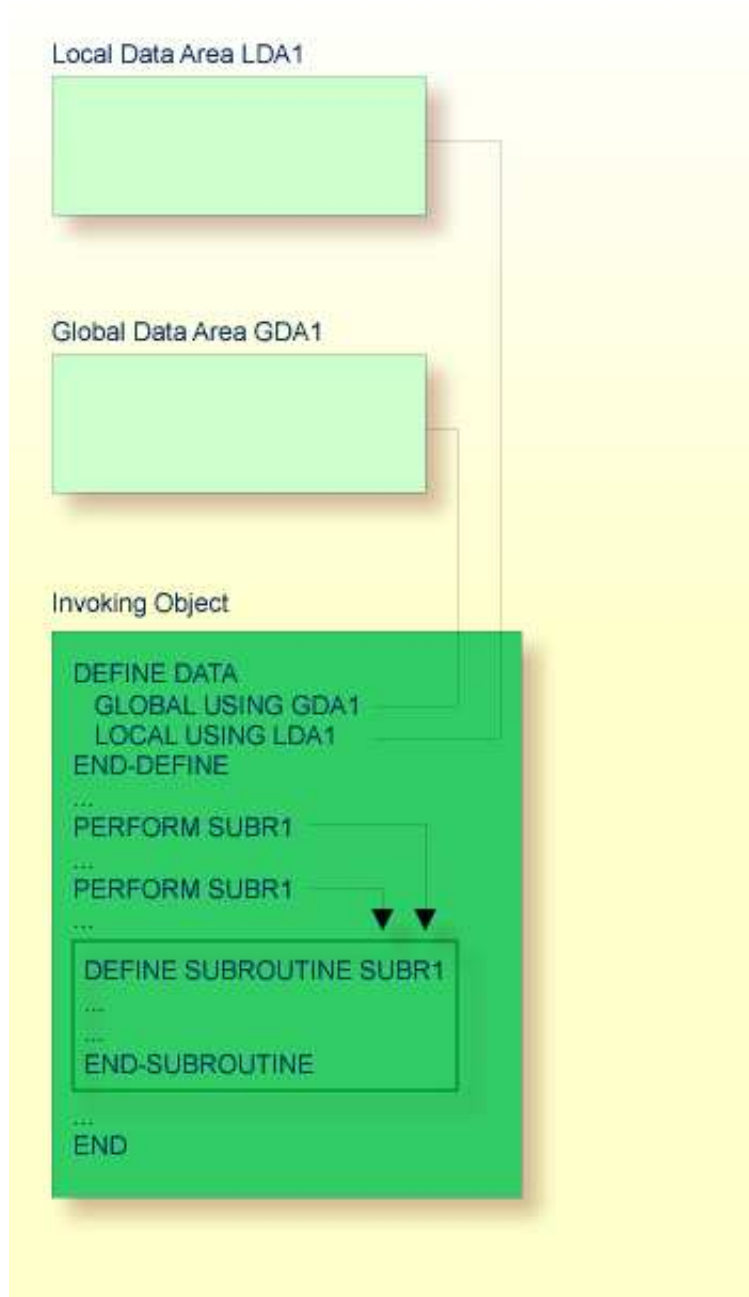 Local Data Area LDA1
Global Data Area GDA1
Invoking Object
DEFINE DATA
GLOBAL USING GDA1
LOCAL USING LDA1
END-DEFINE
...
PERFORM SUBR1
...
PERFORM SUBR1
...
DEFINE SUBROUTINE SUBR1
...
...
END-SUBROUTINE
...
END